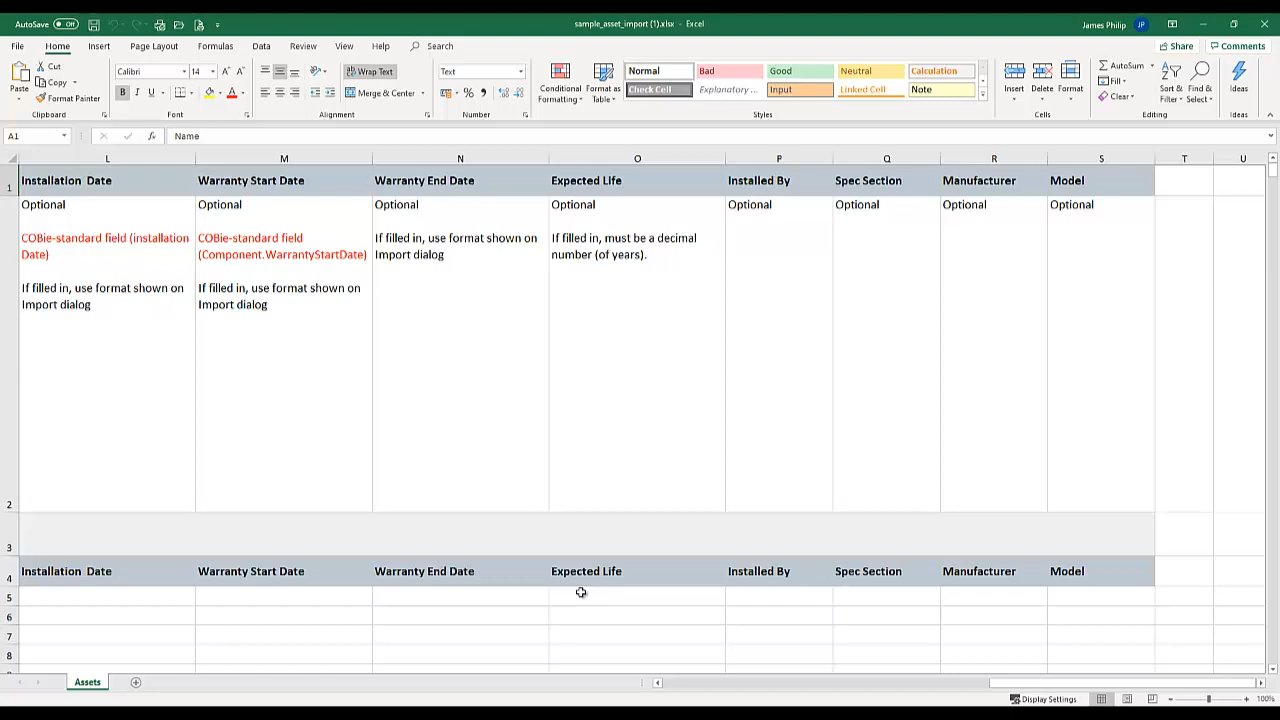 AutoSave Off
sample_asset_import (1).xlsx - Excel
James Philip JP
File Home Insert Page Layout Formulas Data Review View Help Search
Share Comments
Paste
Cut
Copy
Format Painter
Clipboard
Calibri 14
B I U
Font
Wrap Text
Merge & Center
Alignment
Text
Number
Conditional Formatting
Format as Table
Normal Bad Good Neutral Calculation
Check Cell Explanatory ... Input Linked Cell Note
Styles
Insert Delete Format
Cells
AutoSum
Fill
Clear
Sort & Filter
Find & Select
Editing
Ideas
Ideas
A1 fx Name
L M N O P Q R S T U
1 Installation Date Warranty Start Date Warranty End Date Expected Life Installed By Spec Section Manufacturer Model
Optional Optional Optional Optional Optional Optional Optional Optional
COBie-standard field (installation Date)
COBie-standard field (Component.WarrantyStartDate)
If filled in, use format shown on Import dialog
If filled in, must be a decimal number (of years).
If filled in, use format shown on Import dialog
If filled in, use format shown on Import dialog
2
3
4 Installation Date Warranty Start Date Warranty End Date Expected Life Installed By Spec Section Manufacturer Model
5
6
7
8
Assets
Display Settings 100%